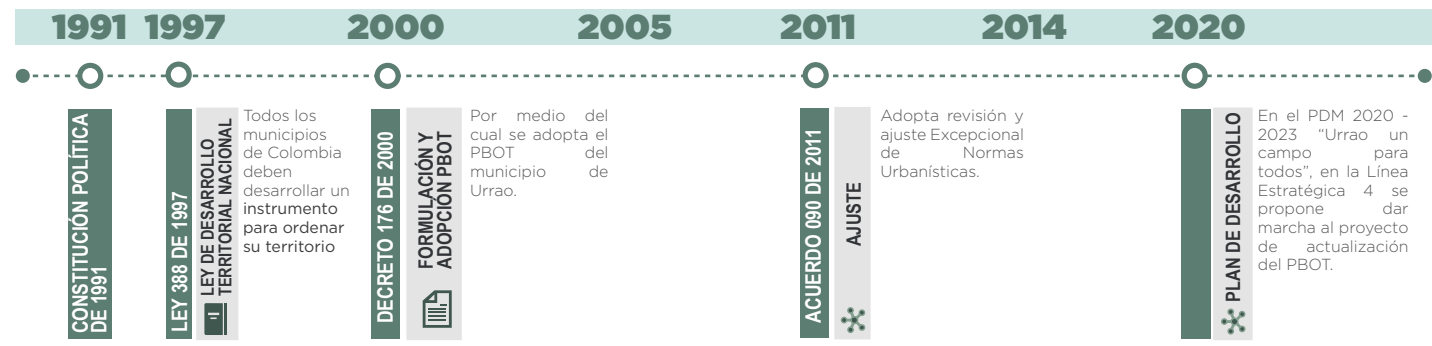 1991 1997 2000 2005 2011 2014 2020
CONSTITUCIÓN POLÍTICA
DE 1991
LEY 388 DE 1997
LEY DE DESARROLLO
TERRITORIAL NACIONAL
Todos los
municipios
de Colombia
deben
desarrollar un
instrumento
para ordenar
su territorio
DECRETO 176 DE 2000
FORMULACIÓN Y
ADOPCIÓN PBOT
Por medio del
cual se adopta el
PBOT del
municipio de
Urrao.
ACUERDO 090 DE 2011
AJUSTE
Adopta revisión y
ajuste Excepcional
de Normas
Urbanísticas.
PLAN DE DESARROLLO
En el PDM 2020 -
2023 “Urrao un
campo para
todos”, en la Línea
Estratégica 4 se
propone dar
marcha al proyecto
de actualización
del PBOT.